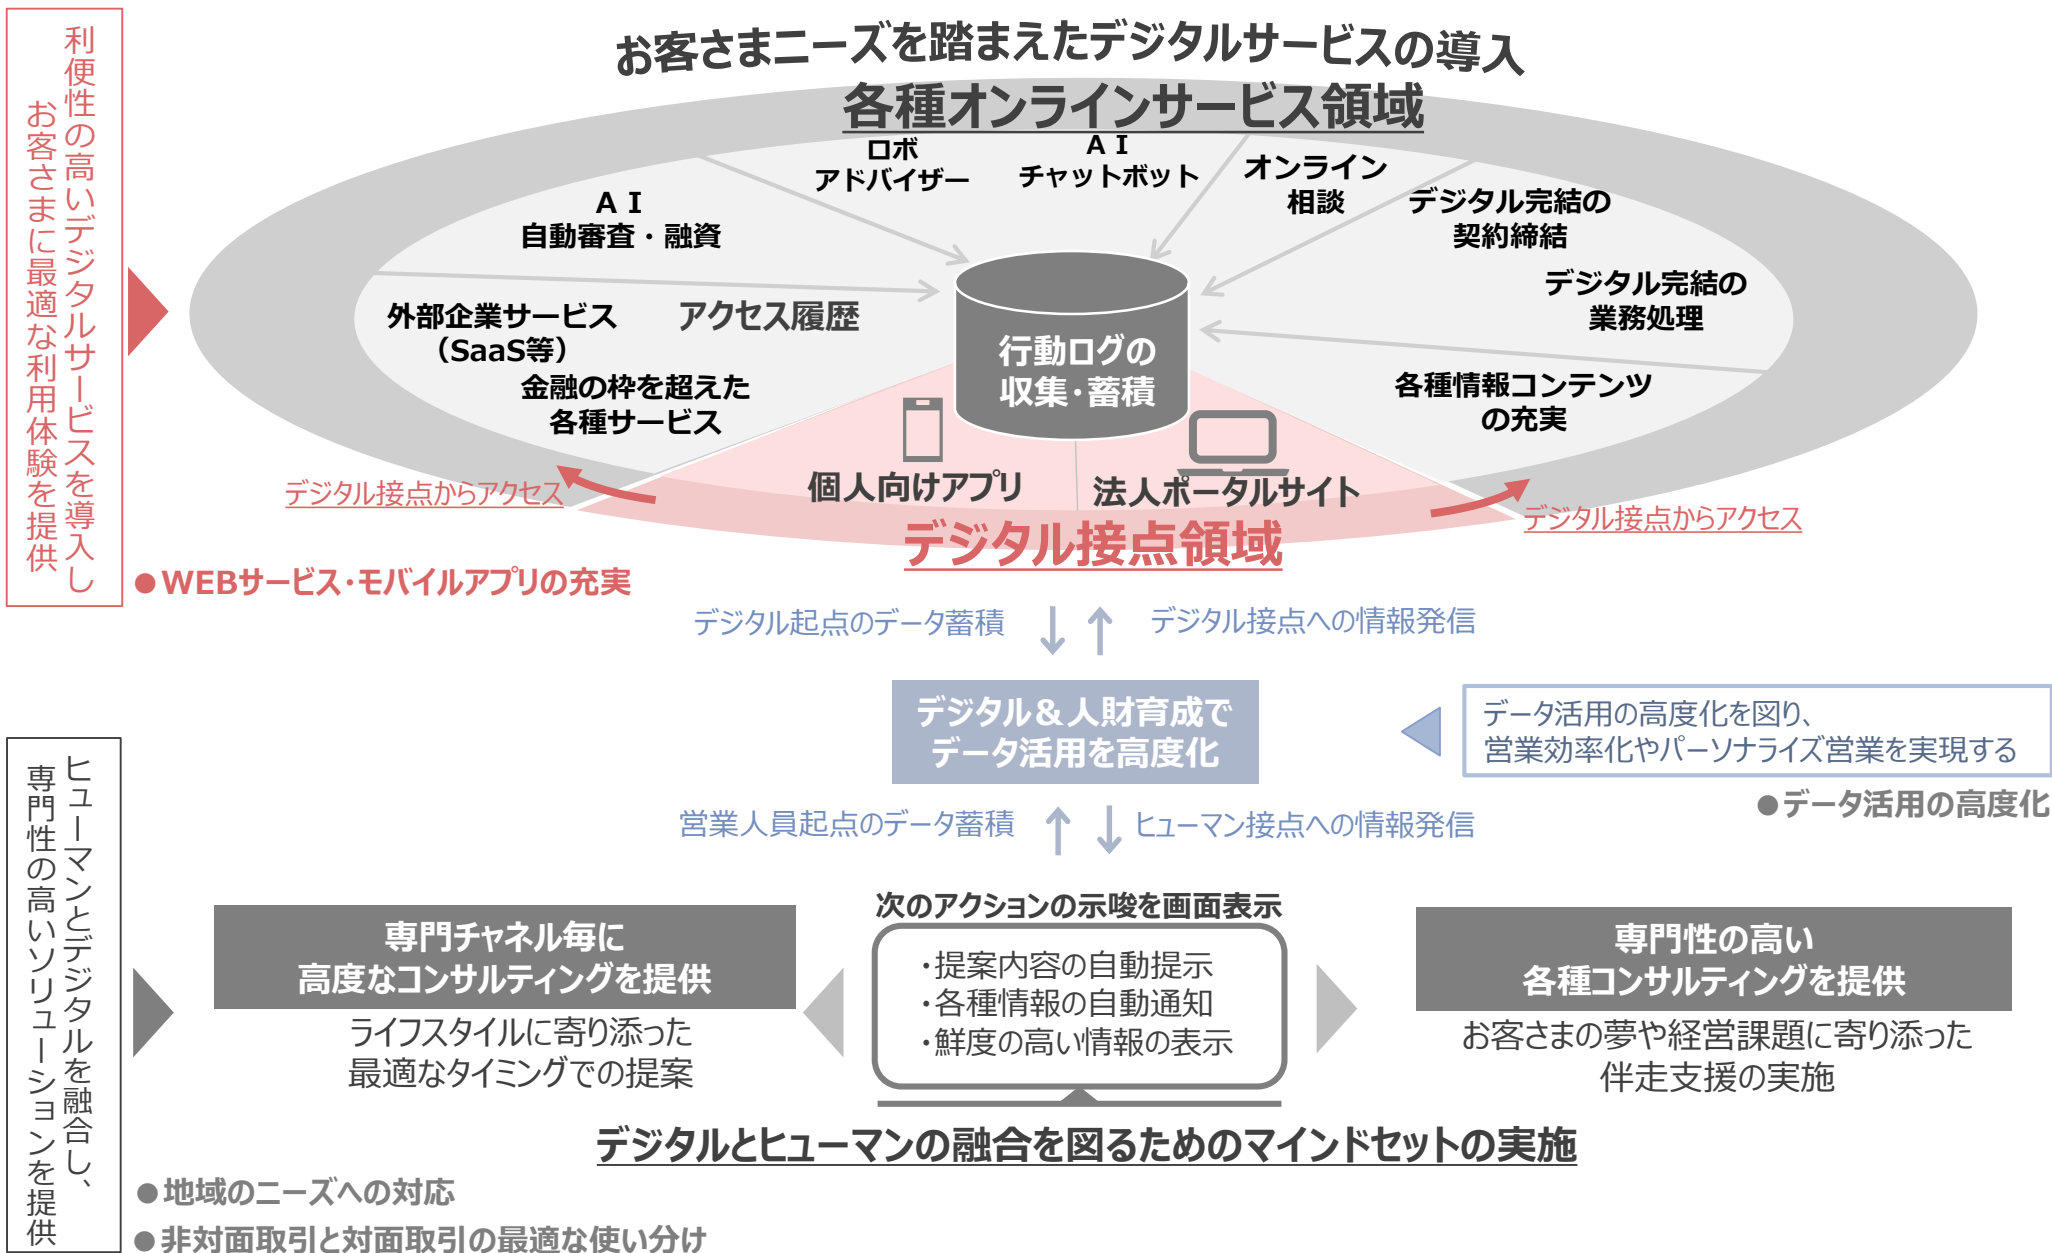 利便性の高いデジタルサービスを導入し
お客さまに最適な利用体験を提供
お客さまニーズを踏まえたデジタルサービスの導入
各種オンラインサービス領域
ロボ
アドバイザー
ＡＩ
チャットボット
オンライン
相談
ＡＩ
自動審査・融資
デジタル完結の
契約締結
デジタル完結の
業務処理
外部企業サービス
（SaaS等）
アクセス履歴
行動ログの
収集・蓄積
金融の枠を超えた
各種サービス
各種情報コンテンツ
の充実
個人向けアプリ
法人ポータルサイト
デジタル接点からアクセス
デジタル接点からアクセス
デジタル接点領域
●WEBサービス・モバイルアプリの充実
デジタル起点のデータ蓄積
デジタル接点への情報発信
デジタル＆人財育成で
データ活用を高度化
データ活用の高度化を図り、
営業効率化やパーソナライズ営業を実現する
●データ活用の高度化
営業人員起点のデータ蓄積
ヒューマン接点への情報発信
ヒューマンとデジタルを融合し、
専門性の高いソリューションを提供
専門チャネル毎に
高度なコンサルティングを提供
ライフスタイルに寄り添った
最適なタイミングでの提案
次のアクションの示唆を画面表示
・提案内容の自動提示
・各種情報の自動通知
・鮮度の高い情報の表示
専門性の高い
各種コンサルティングを提供
お客さまの夢や経営課題に寄り添った
伴走支援の実施
デジタルとヒューマンの融合を図るためのマインドセットの実施
●地域のニーズへの対応
●非対面取引と対面取引の最適な使い分け